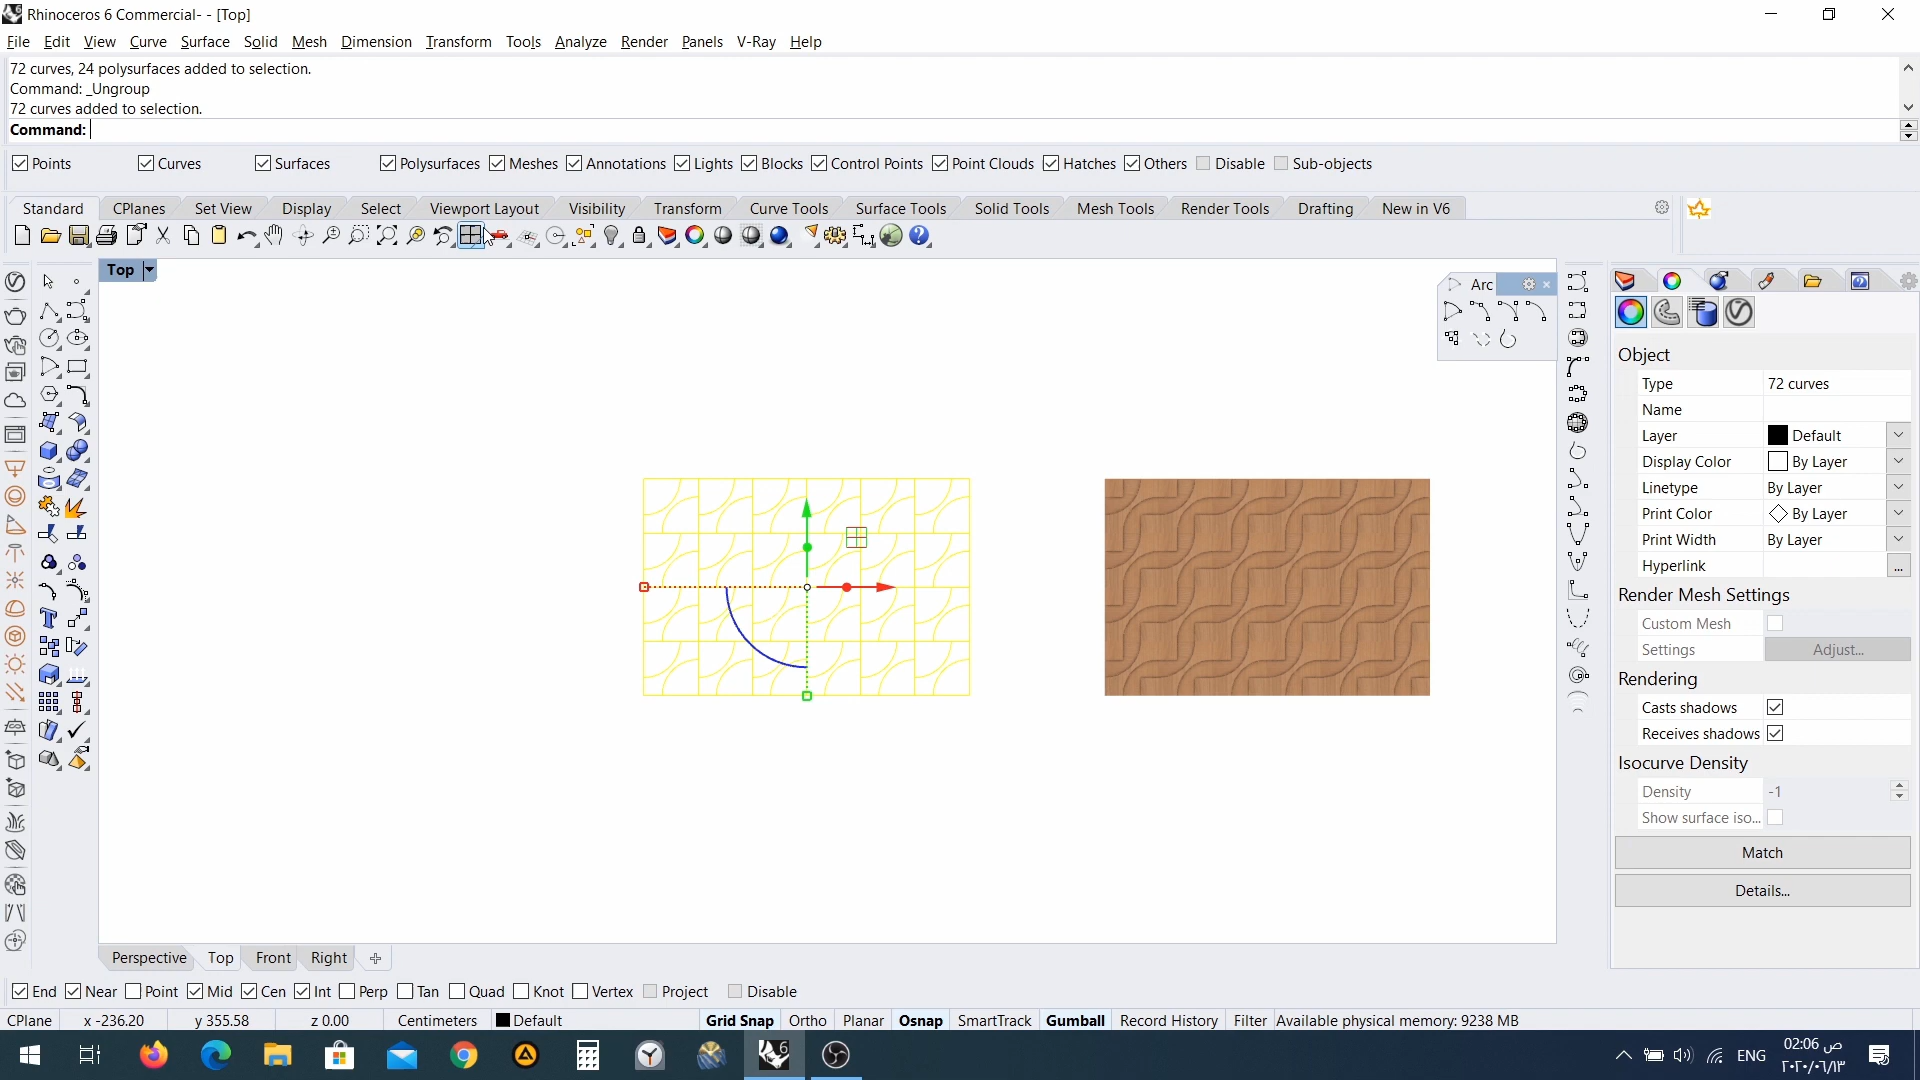 Rhinoceros 6 Commercial- - [Top]
File Edit View Curve Surface Solid Mesh Dimension Transform Tools Analyze Render Panels V-Ray Help
72 curves, 24 polysurfaces added to selection.
Command: _Ungroup
72 curves added to selection.
Command:
Points Curves Surfaces Polysurfaces Meshes Annotations Lights Blocks Control Points Point Clouds Hatches Others Disable Sub-objects
Standard CPlanes Set View Display Select Viewport Layout Visibility Transform Curve Tools Surface Tools Solid Tools Mesh Tools Render Tools Drafting New in V6
Top
Arc
Object
Type 72 curves
Name
Layer Default
Display Color By Layer
Linetype By Layer
Print Color By Layer
Print Width By Layer
Hyperlink ...
Render Mesh Settings
Custom Mesh
Settings Adjust...
Rendering
Casts shadows
Receives shadows
Isocurve Density
Density -1
Show surface iso...
Match
Details...
Perspective Top Front Right
End Near Point Mid Cen Int Perp Tan Quad Knot Vertex Project Disable
CPlane x -236.20 y 355.58 z 0.00 Centimeters Default Grid Snap Ortho Planar Osnap SmartTrack Gumball Record History Filter Available physical memory: 9238 MB
6
ENG
02:06 ص
٢٠٢٠/٠٦/١٣